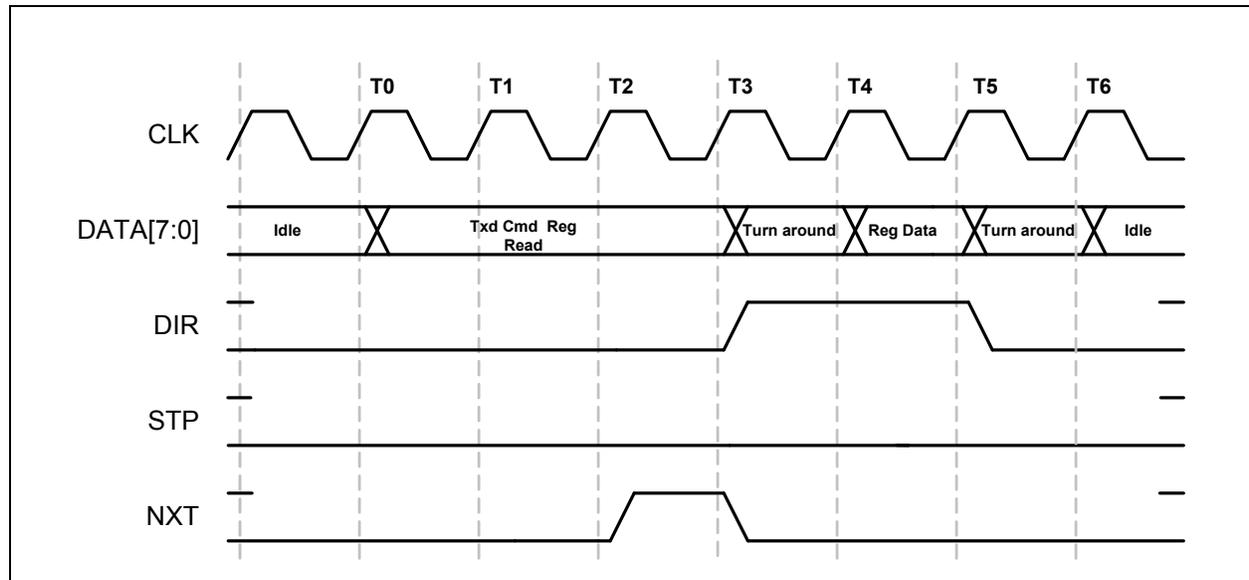 T0 T1 T2 T3 T4 T5 T6
CLK
DATA[7:0]
Idle
Txd Cmd Reg
Read
Turn around
Reg Data
Turn around
Idle
DIR
STP
NXT